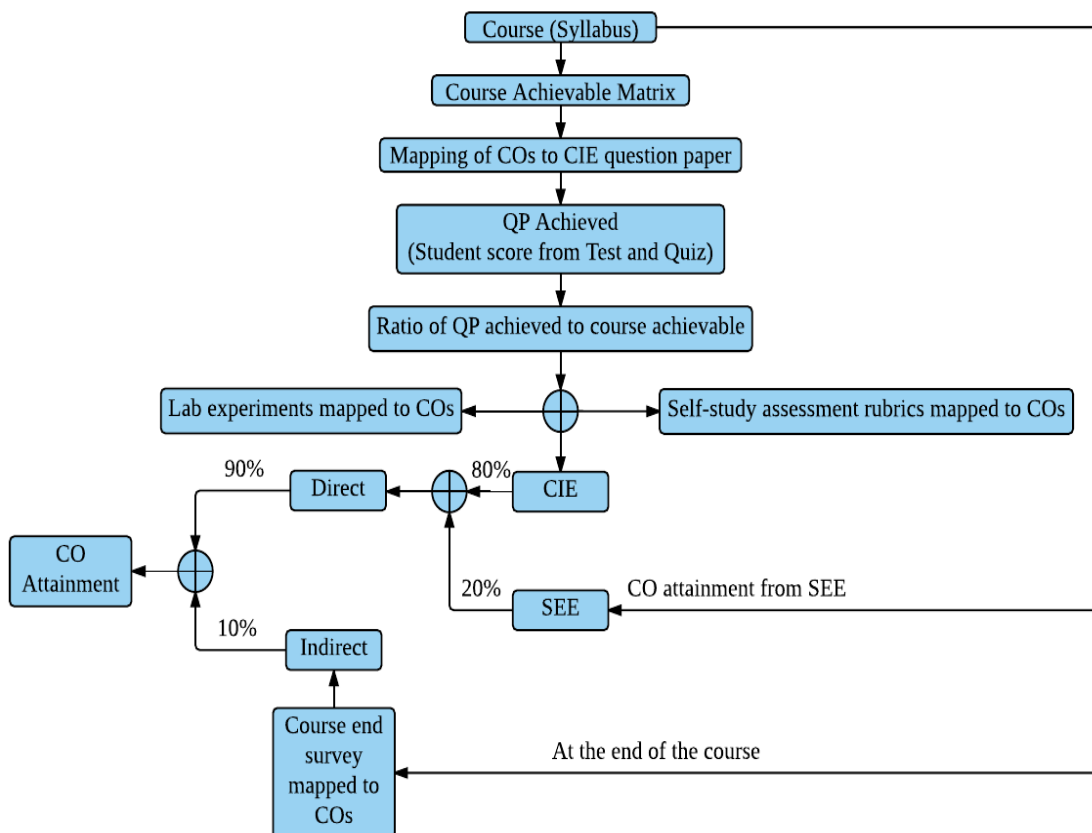 Course (Syllabus)
Course Achievable Matrix
Mapping of COs to CIE question paper
QP Achieved
(Student score from Test and Quiz)
Ratio of QP achieved to course achievable
Lab experiments mapped to COs
Self-study assessment rubrics mapped to COs
90%
Direct
80%
CIE
CO
Attainment
20%
SEE
CO attainment from SEE
10%
Indirect
Course end
survey
mapped to
COs
At the end of the course